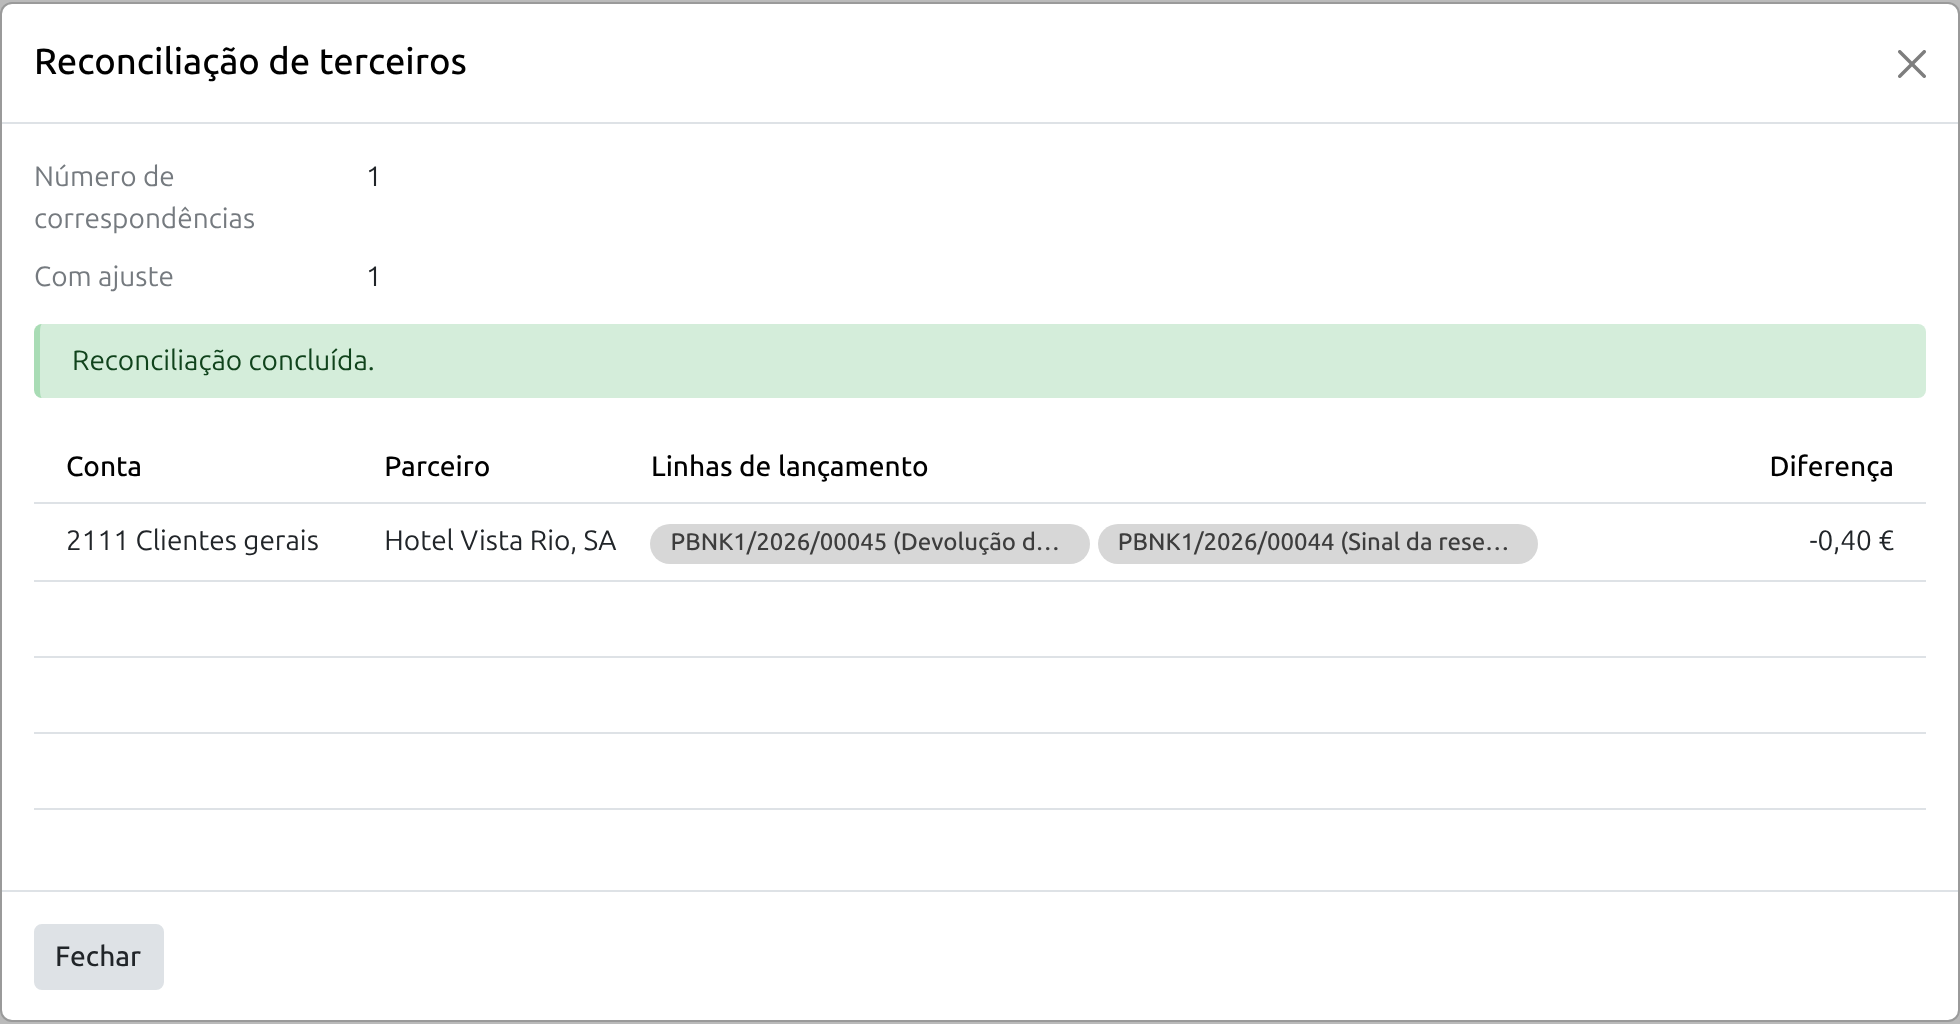 Reconciliação de terceiros
Número de
correspondências
1
Com ajuste
1
Reconciliação concluída.
Conta
Parceiro
Linhas de lançamento
Diferença
2111 Clientes gerais
Hotel Vista Rio, SA
PBNK1/2026/00045 (Devolução d...
PBNK1/2026/00044 (Sinal da rese...
-0,40 €
Fechar